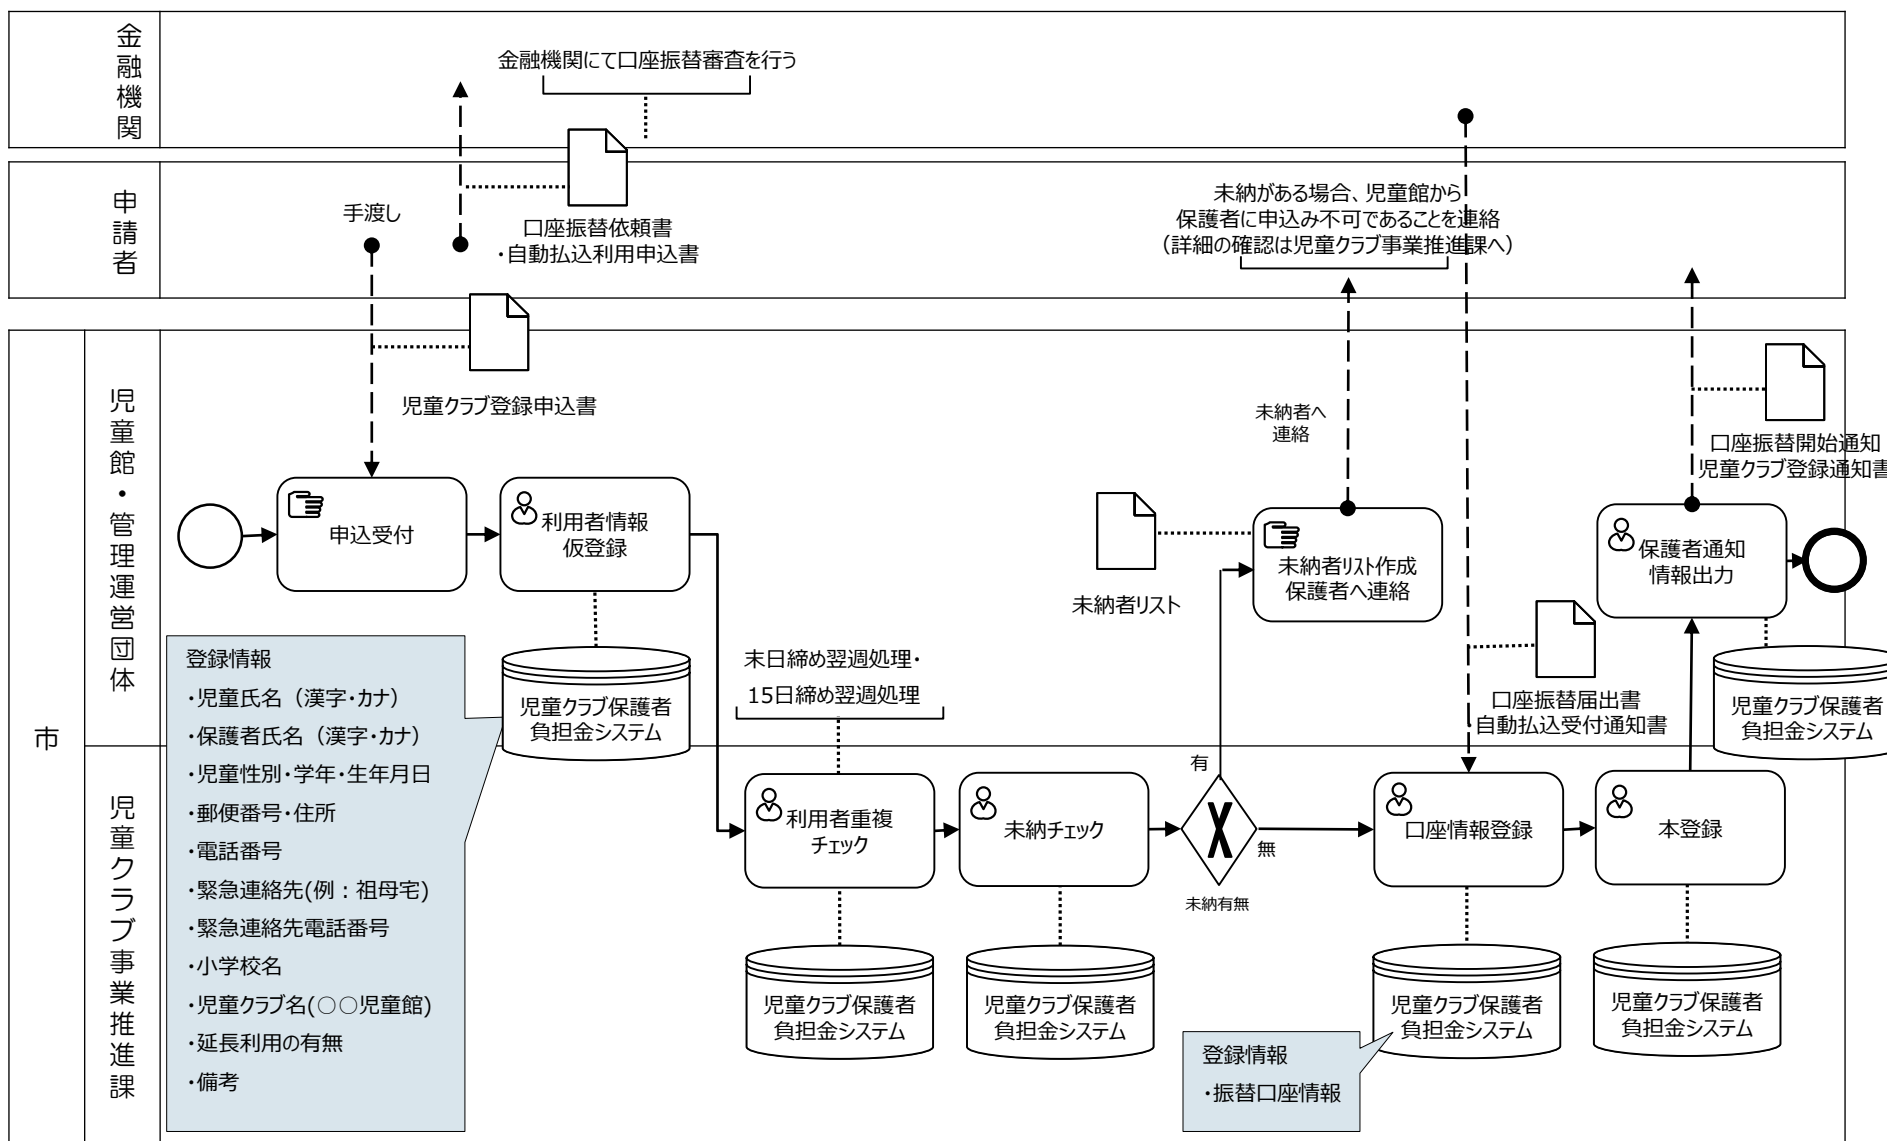 金融機関
金融機関にて口座振替審査を行う
申請者
手渡し
口座振替依頼書
・自動払込利用申込書
未納がある場合、児童館から
保護者に申込み不可であることを連絡
（詳細の確認は児童クラブ事業推進課へ）
市
児童館・管理運営団体
児童クラブ登録申込書
申込受付
利用者情報
仮登録
児童クラブ保護者
負担金システム
登録情報
・児童氏名（漢字・カナ）
・保護者氏名（漢字・カナ）
・児童性別・学年・生年月日
・郵便番号・住所
・電話番号
・緊急連絡先(例：祖母宅)
・緊急連絡先電話番号
・小学校名
・児童クラブ名(○○児童館)
・延長利用の有無
・備考
末日締め翌週処理・
15日締め翌週処理
未納者リスト
未納者へ
連絡
未納者リスト作成
保護者へ連絡
口座振替届出書
自動払込受付通知書
口座振替開始通知
児童クラブ登録通知書
保護者通知
情報出力
児童クラブ保護者
負担金システム
児童クラブ事業推進課
利用者重複
チェック
児童クラブ保護者
負担金システム
未納チェック
児童クラブ保護者
負担金システム
有
無
未納有無
口座情報登録
児童クラブ保護者
負担金システム
登録情報
・振替口座情報
本登録
児童クラブ保護者
負担金システム